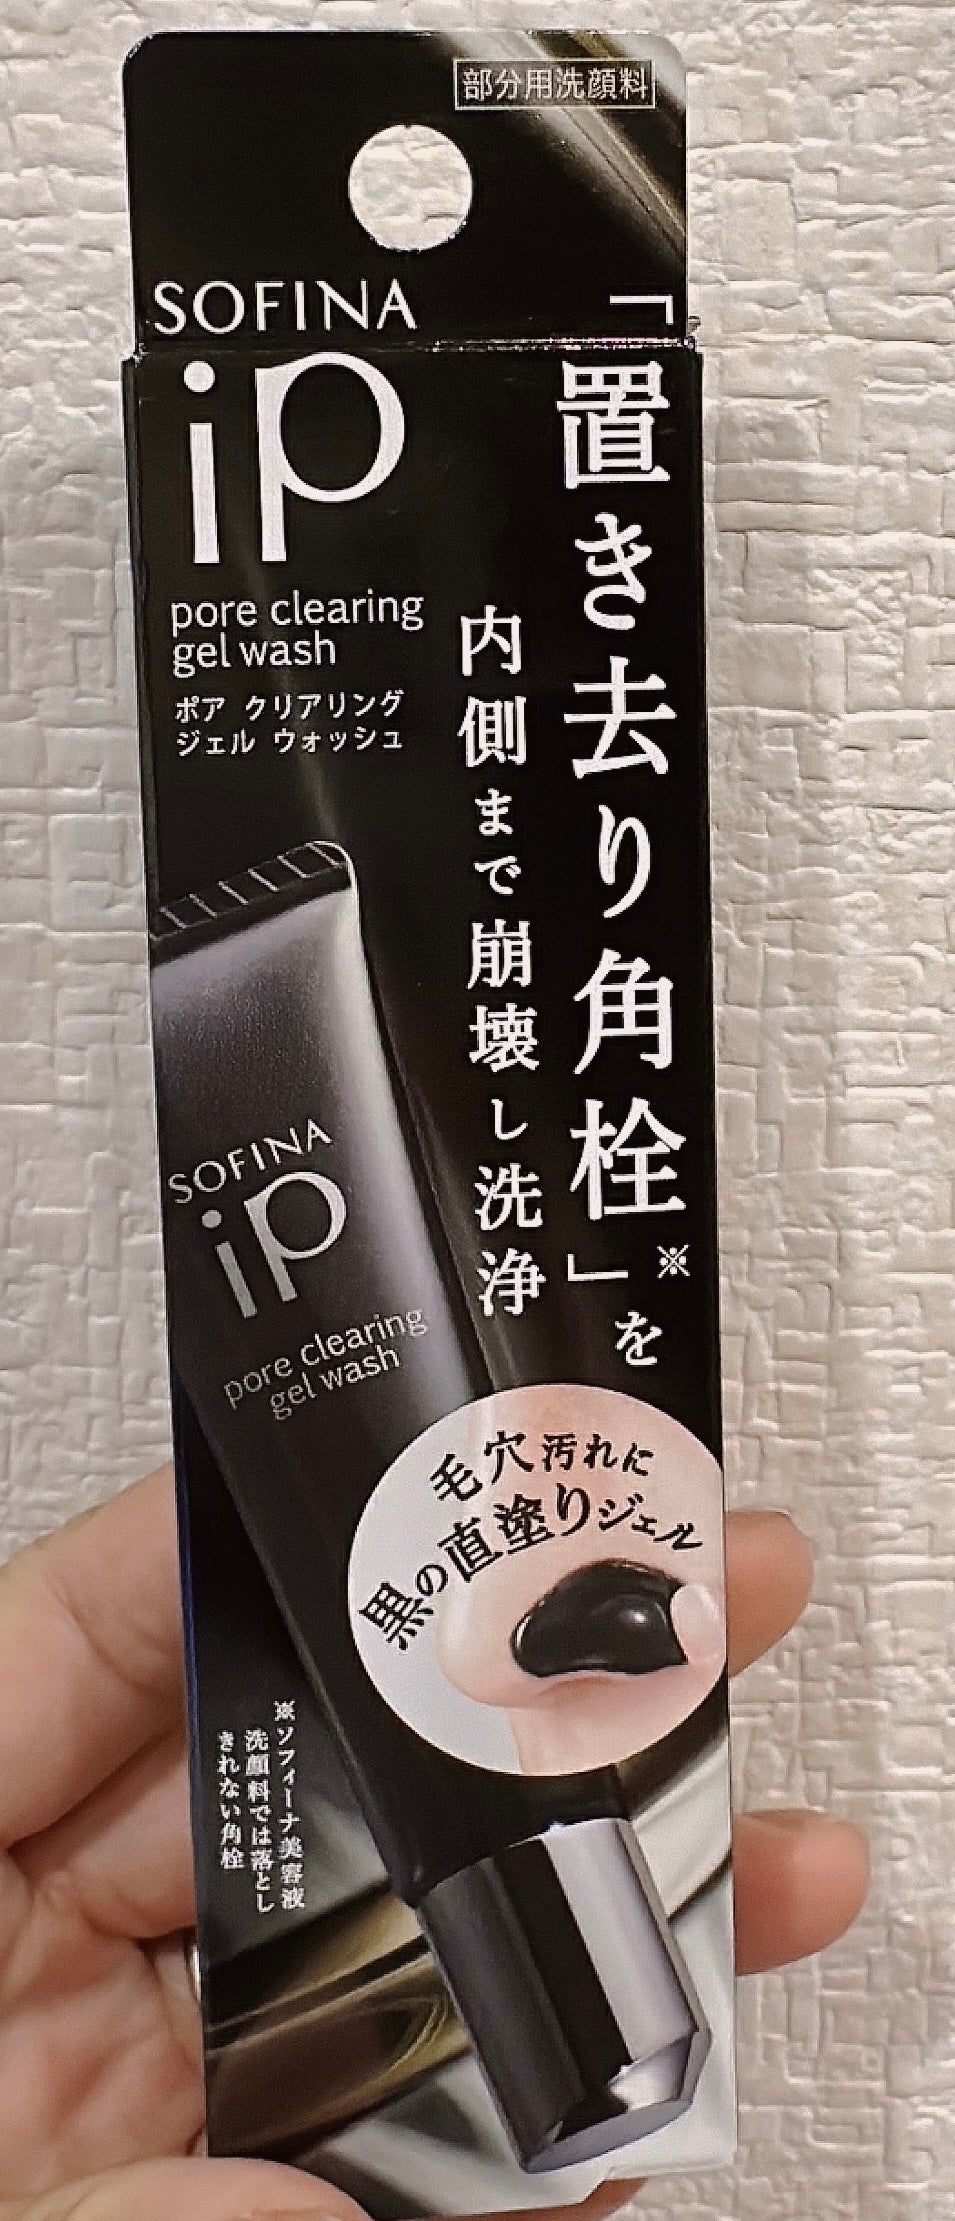 部分用洗顔料
SOFINA
iP
pore clearing
gel wash
ポア クリアリング
ジェル ウォッシュ
「置き去り角栓」※を
内側まで崩壊し洗浄
SOFINA
iP
pore clearing
gel wash
毛穴汚れに
黒の直塗りジェル
※ソフィーナ美容液
洗顔料では落とし
きれない角栓